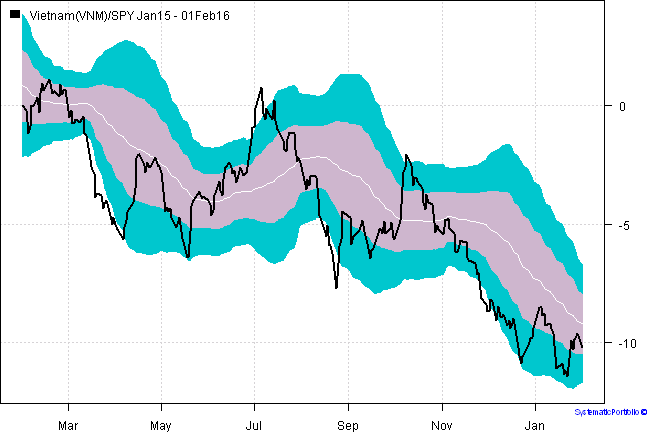 Vietnam(VNM)/SPY Jan15 - 01Feb16
0
-5
-10
Mar May Jul Sep Nov Jan
SystematicPortfolio ©